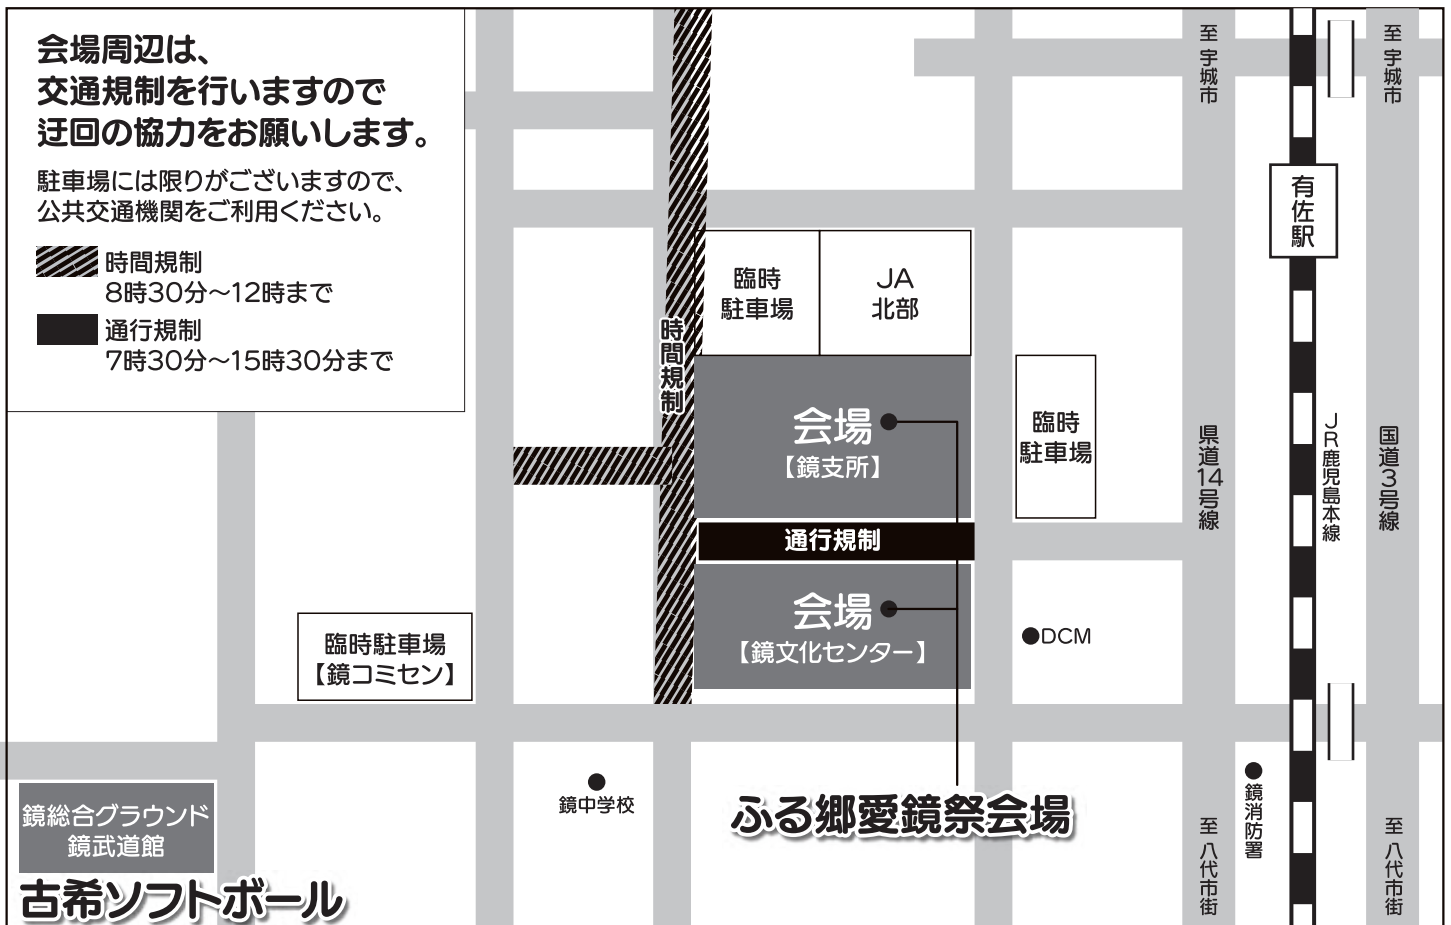 会場周辺は、
交通規制を行いますので
迂回の協力をお願いします。
駐車場には限りがございますので、
公共交通機関をご利用ください。
時間規制
8時30分～12時まで
通行規制
7時30分～15時30分まで
至 宇城市
至 宇城市
有佐駅
臨時
駐車場
JA
北部
時間規制
会場
【鏡支所】
臨時
駐車場
県道14号線
JR鹿児島本線
国道3号線
通行規制
会場
【鏡文化センター】
臨時駐車場
【鏡コミセン】
●DCM
鏡中学校
ふる郷愛鏡祭会場
鏡消防署
至 八代市街
至 八代市街
鏡総合グラウンド
鏡武道館
古希ソフトボール